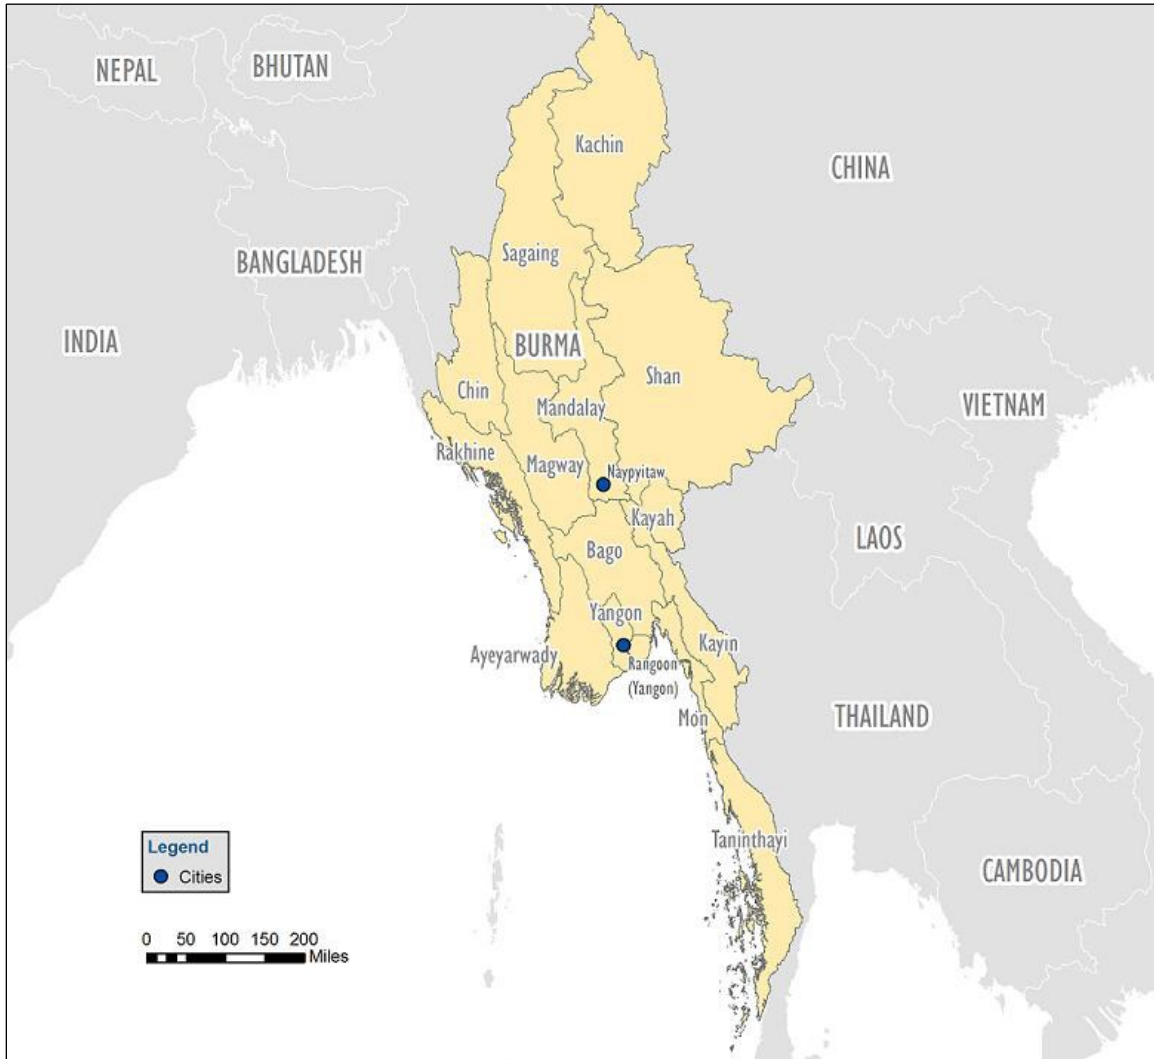 NEPAL
BHUTAN
Kachin
CHINA
Sagaing
BANGLADESH
INDIA
BURMA
Shan
Chin
Mandalay
VIETNAM
Rakhine
Magway
Naypyitaw
Kayah
LAOS
Bago
Yangon
Kayin
Ayeyarwady
Rangoon
(Yangon)
Mon
THAILAND
Taninthayi
Legend
Cities
CAMBODIA
0 50 100 150 200
Miles